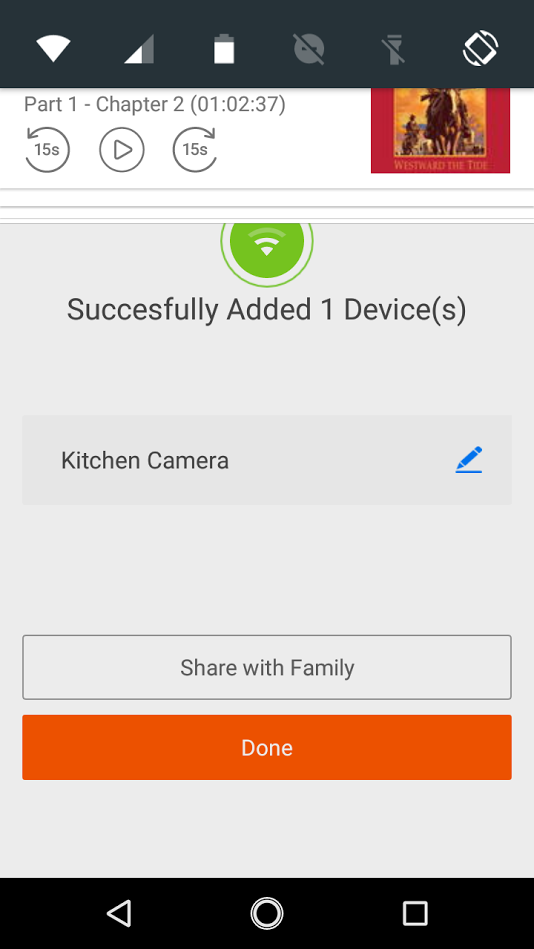 Part 1 - Chapter 2 (01:02:37)
15s
15s
WESTWARD THE TIDE
Succesfully Added 1 Device(s)
Kitchen Camera
Share with Family
Done